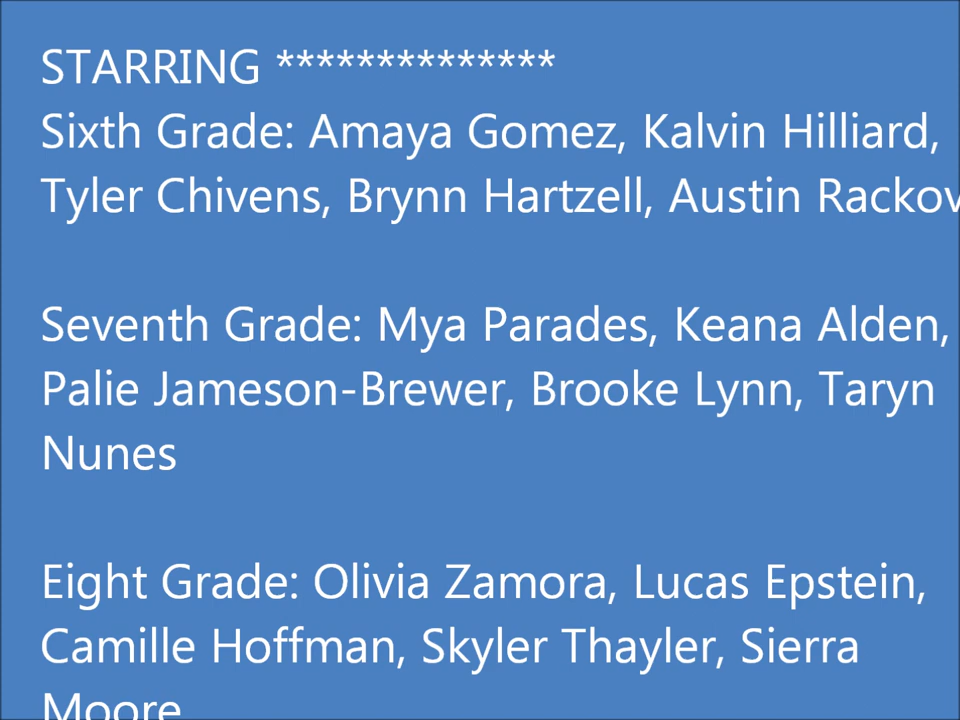 STARRING **************
Sixth Grade: Amaya Gomez, Kalvin Hilliard,
Tyler Chivens, Brynn Hartzell, Austin Rackov
Seventh Grade: Mya Parades, Keana Alden,
Palie Jameson-Brewer, Brooke Lynn, Taryn
Nunes
Eight Grade: Olivia Zamora, Lucas Epstein,
Camille Hoffman, Skyler Thayler, Sierra
Moore